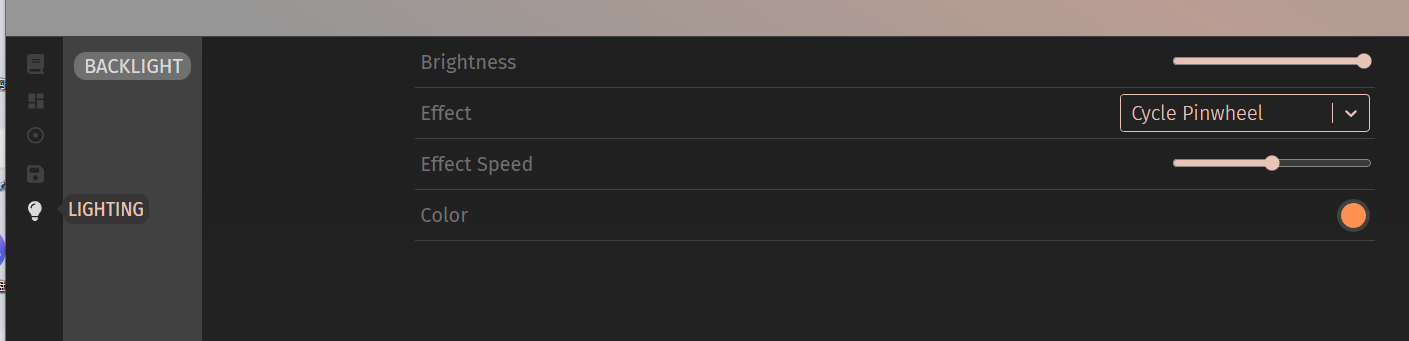 BACKLIGHT
Brightness
Effect
Cycle Pinwheel
Effect Speed
LIGHTING
Color